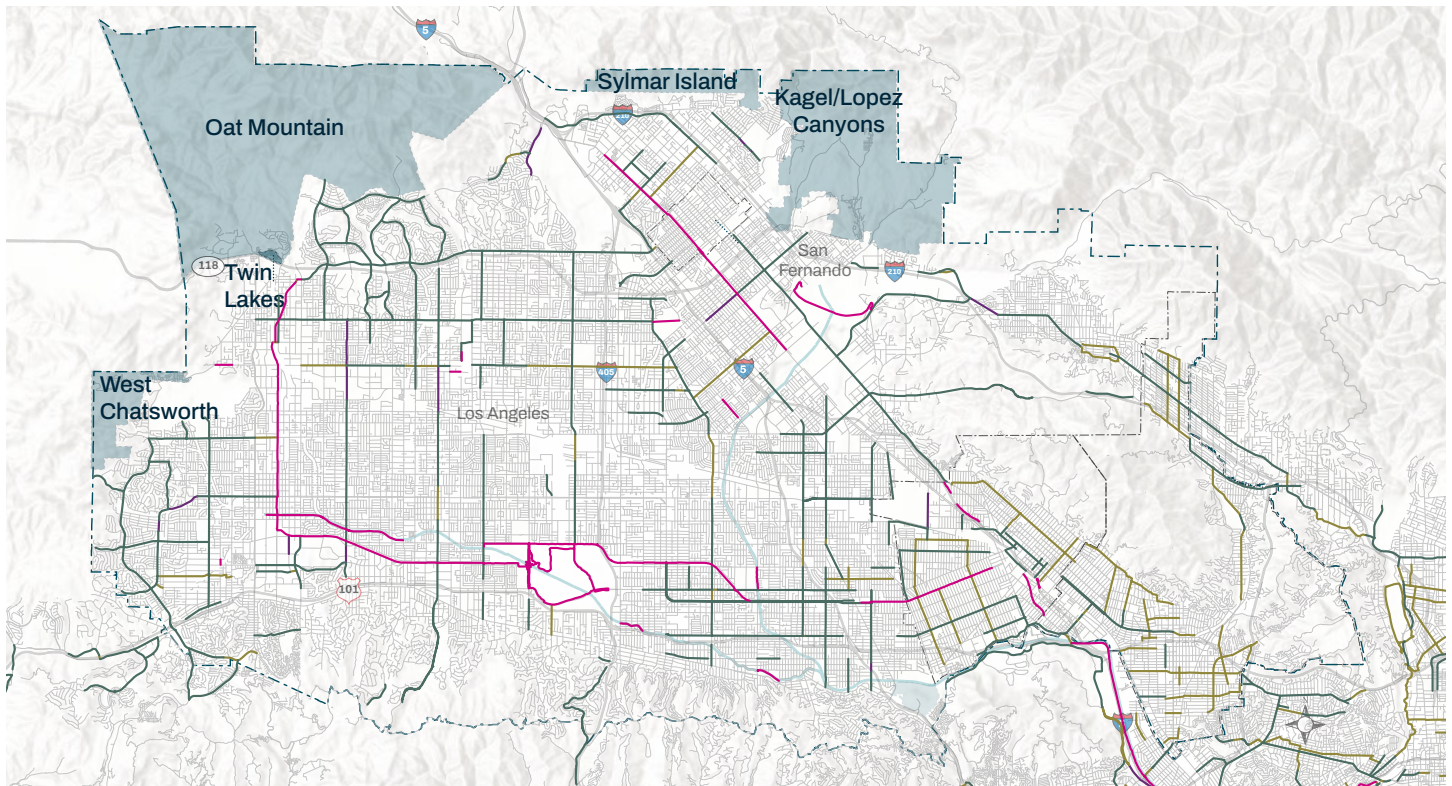 5
Sylmar Island
Kagel/Lopez
Canyons
210
Oat Mountain
San
Fernando
118
210
Twin
Lakes
405
5
West
Chatsworth
Los Angeles
101